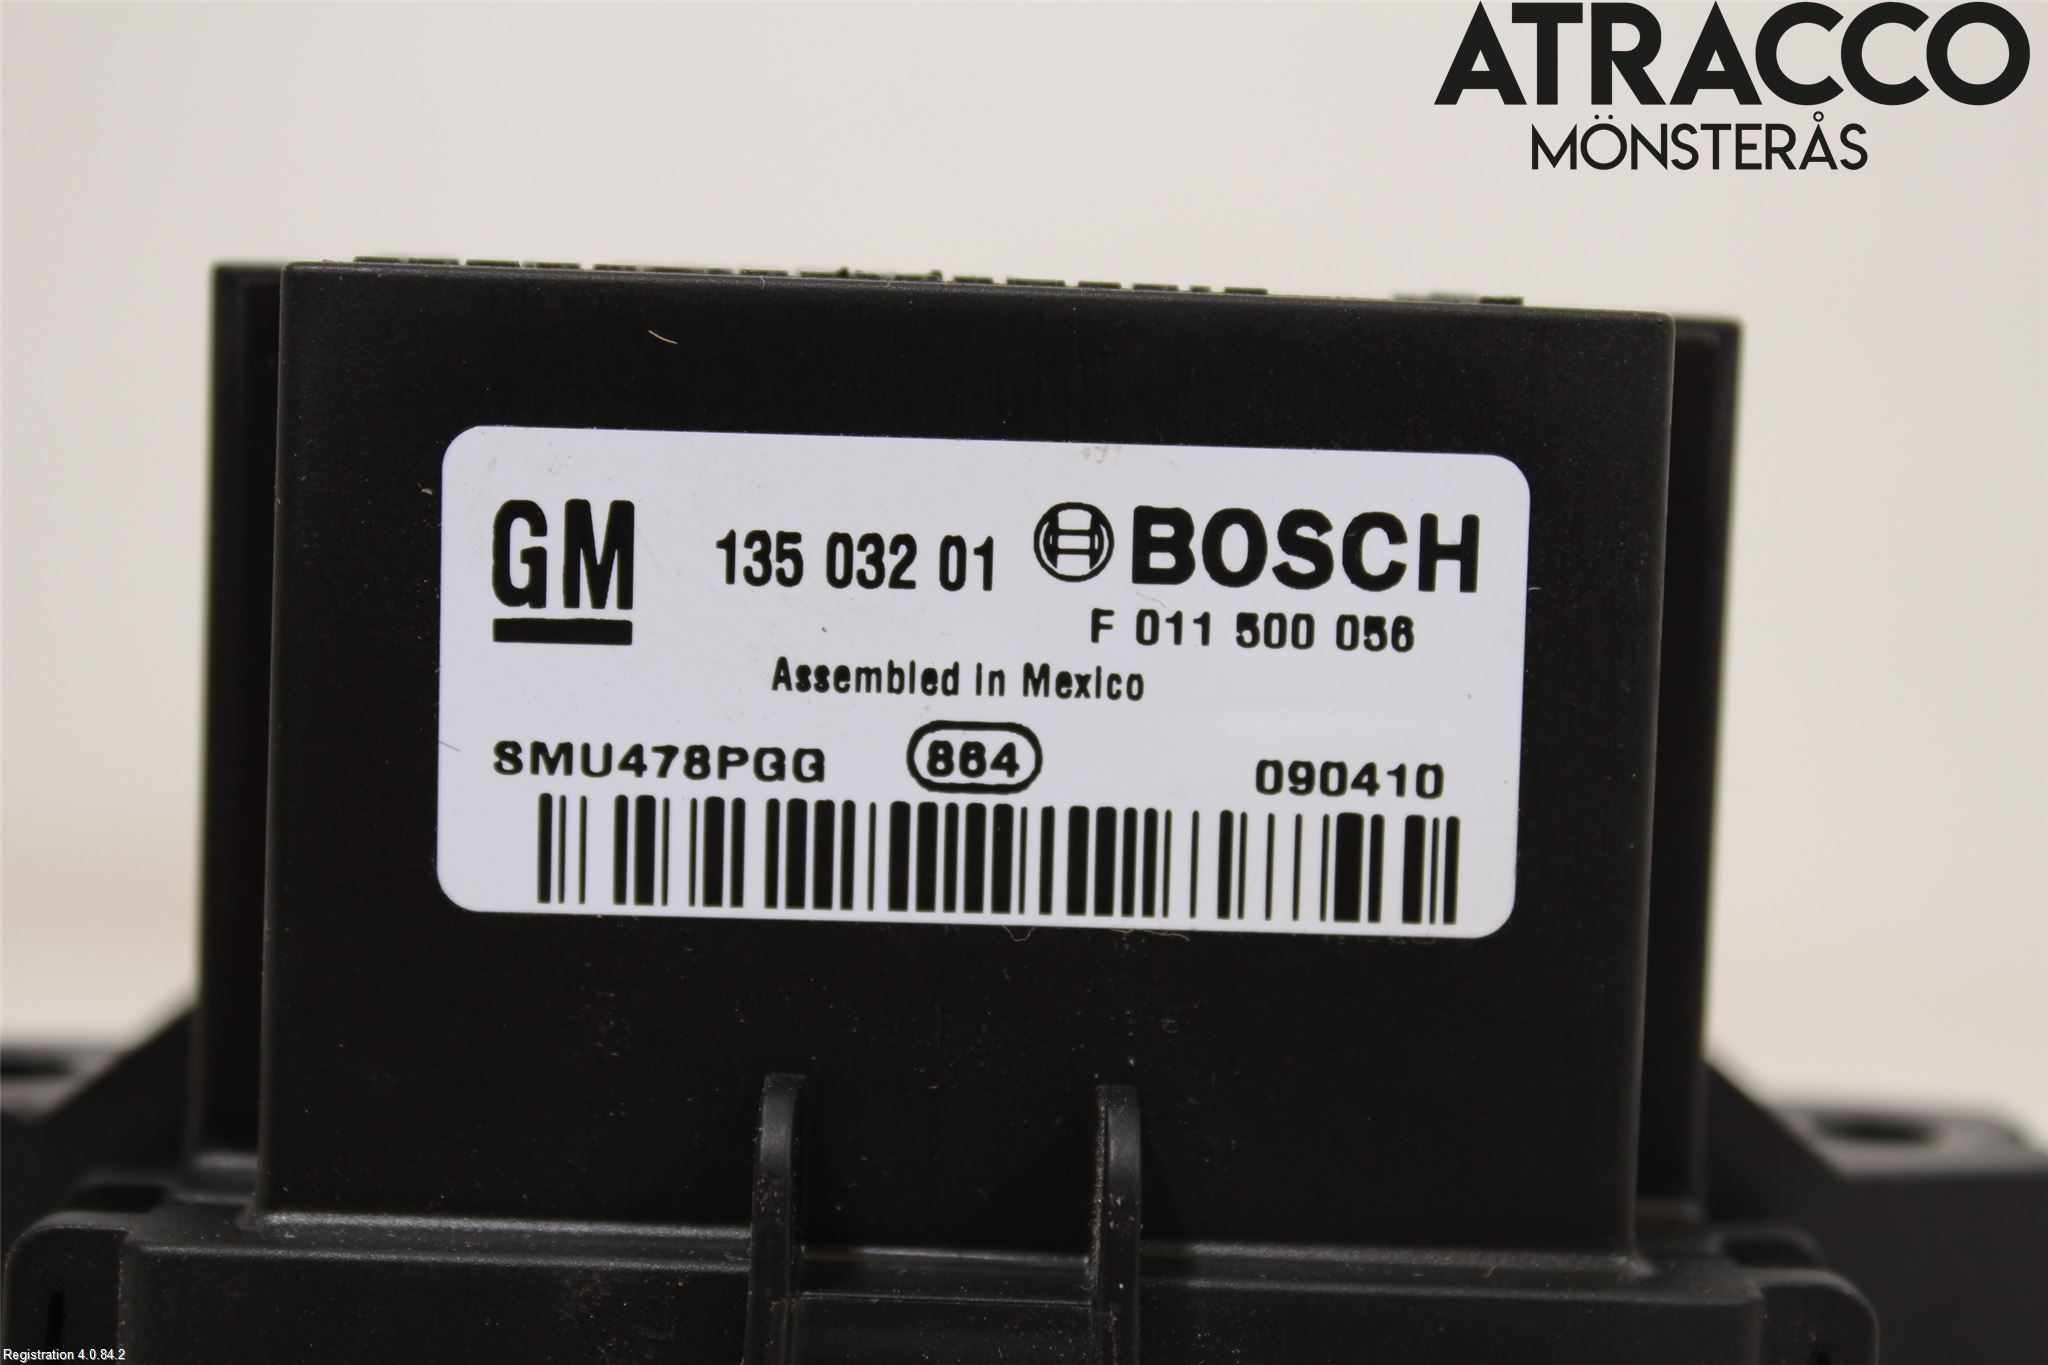 ATRACCO
MÖNSTERÅS
GM 135 032 01 BOSCH
F 011 500 056
Assembled in Mexico
SMU478PGG 864 090410
Registration 4.0.84.2